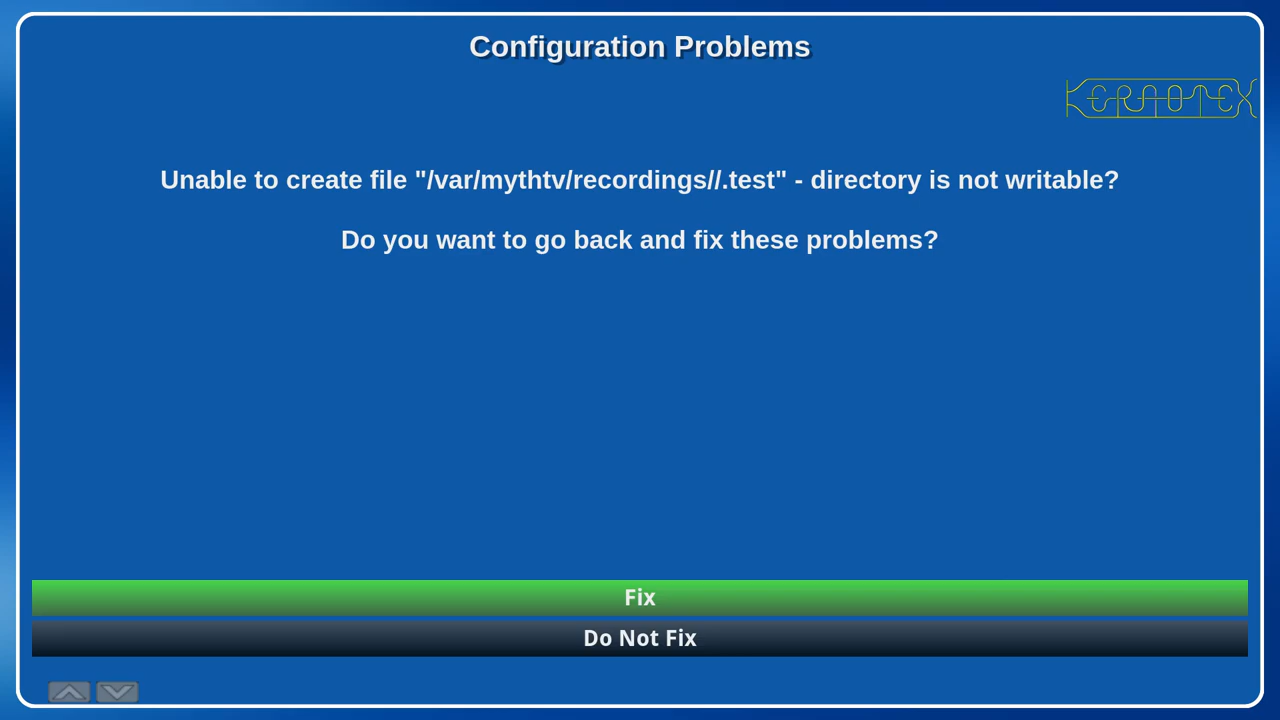 Configuration Problems
KERAOTEX
Unable to create file "/var/mythtv/recordings//.test" - directory is not writable?
Do you want to go back and fix these problems?
Fix
Do Not Fix